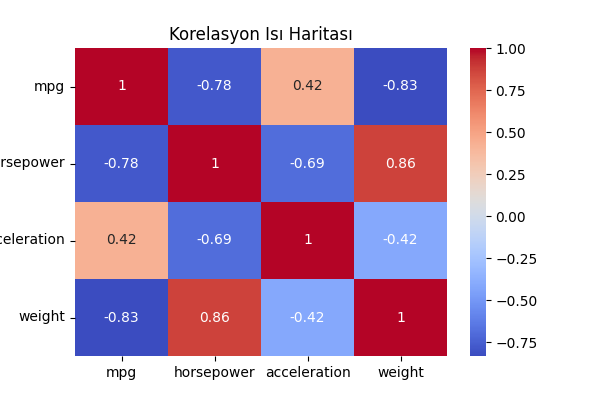 Korelasyon Isı Haritası
mpg 1 -0.78 0.42 -0.83
rsepower -0.78 1 -0.69 0.86
celeration 0.42 -0.69 1 -0.42
weight -0.83 0.86 -0.42 1
mpg horsepower acceleration weight
1.00
0.75
0.50
0.25
0.00
−0.25
−0.50
−0.75